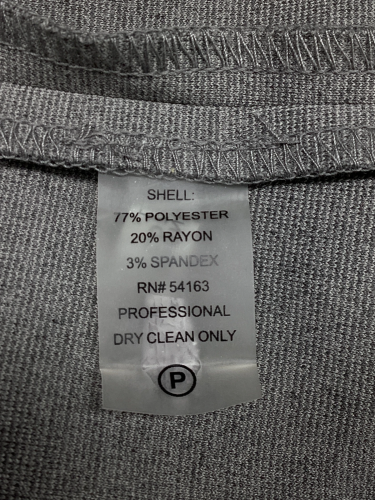 SHELL:
77% POLYESTER
20% RAYON
3% SPANDEX
RN# 54163
PROFESSIONAL
DRY CLEAN ONLY
P